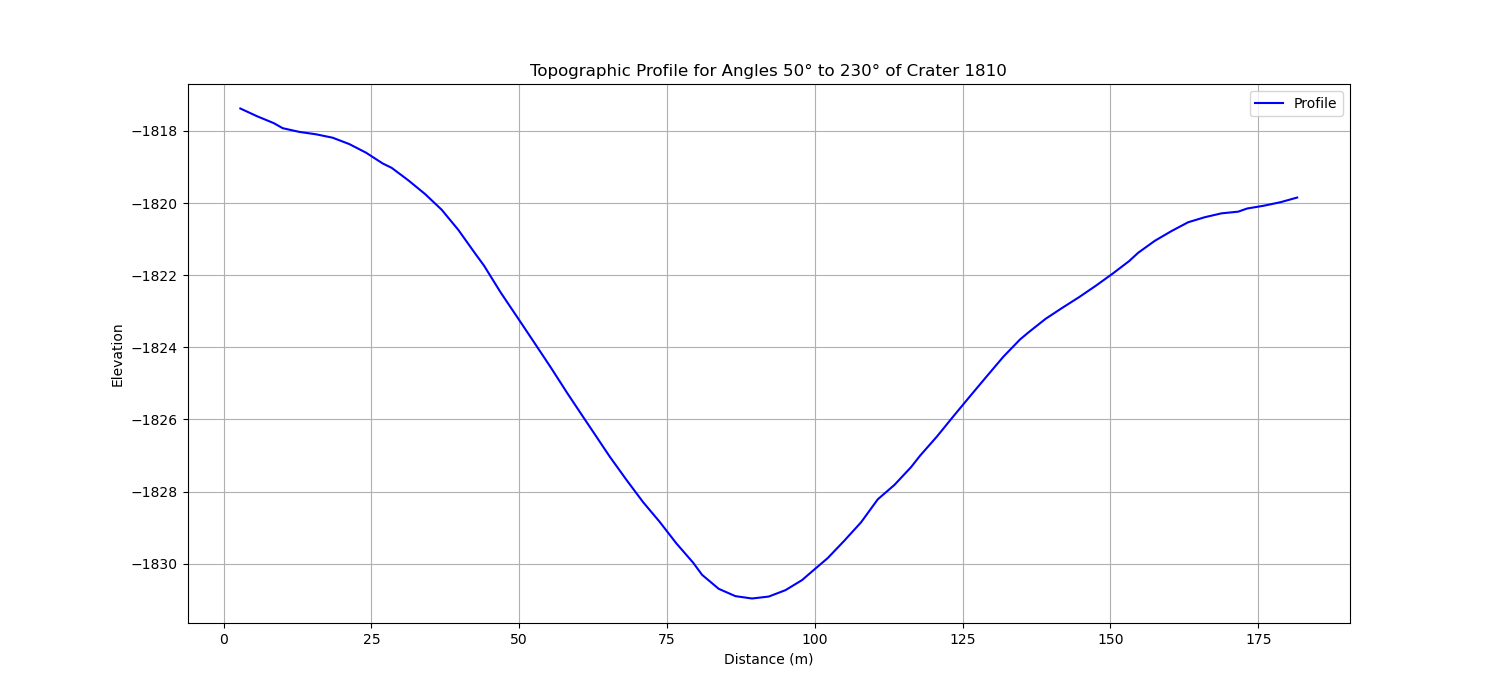 Topographic Profile for Angles 50° to 230° of Crater 1810
Profile
−1818
−1820
−1822
−1824
−1826
−1828
−1830
Elevation
0 25 50 75 100 125 150 175
Distance (m)